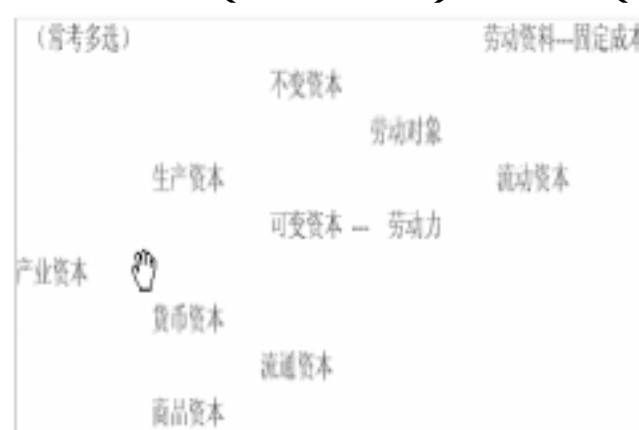 （常考多选） 劳动资料---固定成本
不变资本
劳动对象
生产资本 流动资本
可变资本 --- 劳动力
产业资本
货币资本
流通资本
商品资本